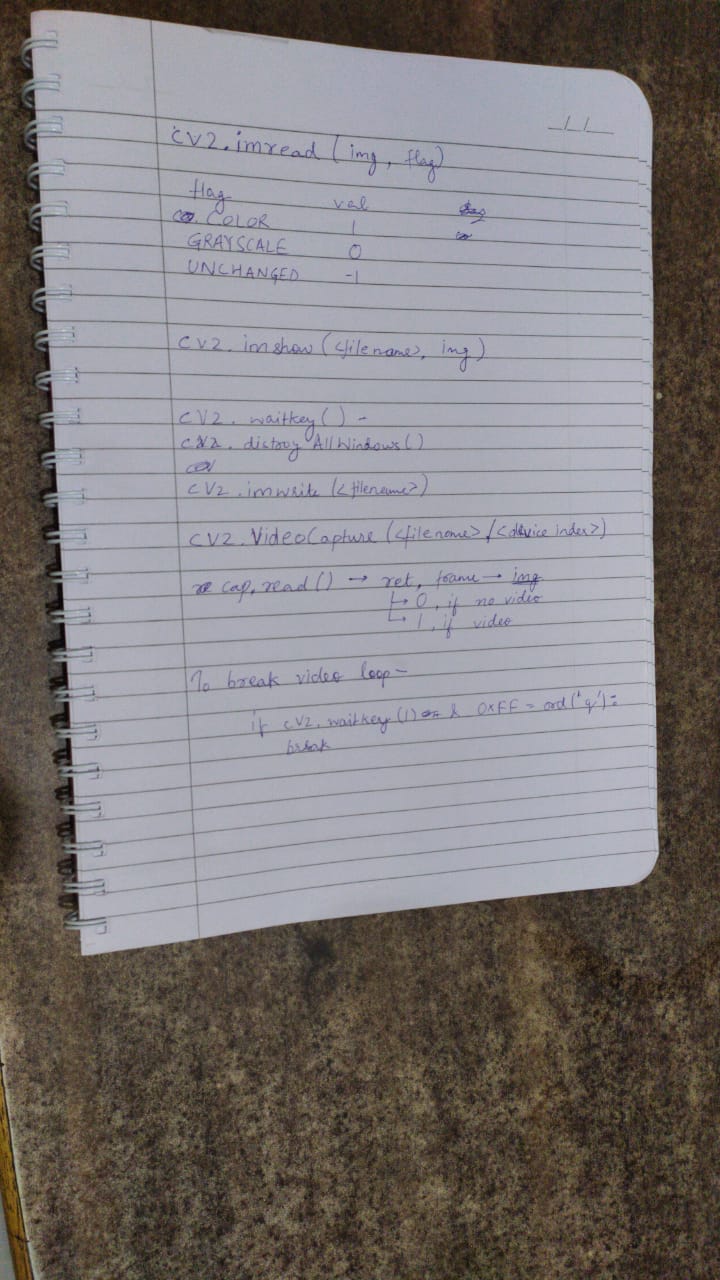 cv2.imread (img, flag)
flag val
COLOR 1
GRAYSCALE 0
UNCHANGED -1
cv2. imshow (<filename>, img)
cv2. waitkey () -
cv2. distroy AllWindows ()
cv2 .imwrite (<filename>)
cv2. VideoCapture (<filename>/<device index>)
cap. read () → ret, frame → img
↳ 0, if no video
↳ 1, if video
To break video loop-
if cv2. waitkey (1) & 0xFF = ord('q'):
break